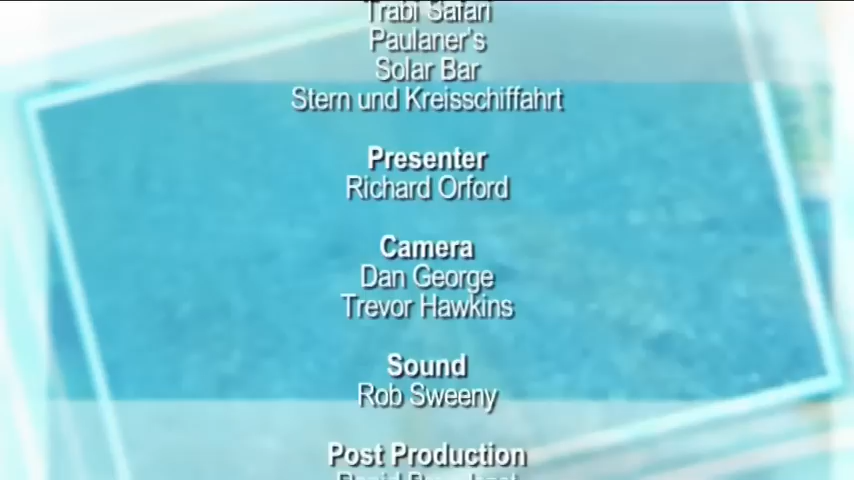 Trabi Safari
Paulaner's
Solar Bar
Stern und Kreisschiffahrt
Presenter
Richard Orford
Camera
Dan George
Trevor Hawkins
Sound
Rob Sweeny
Post Production